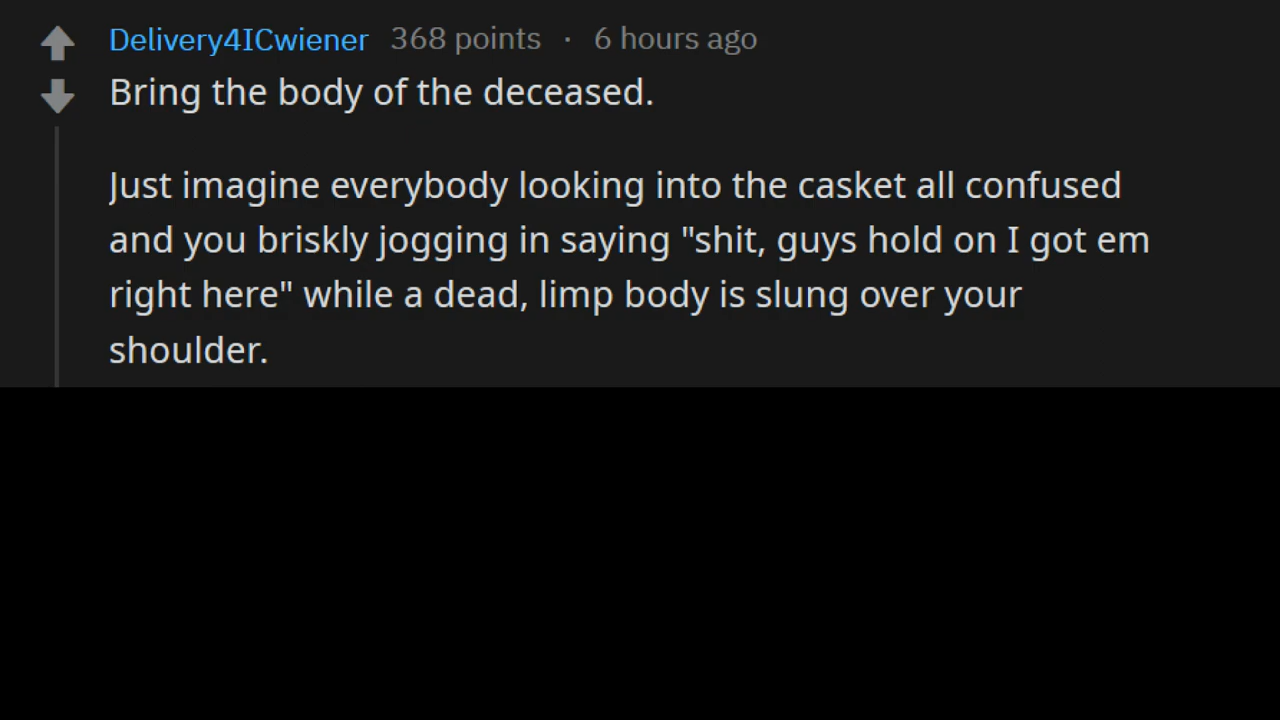 Delivery4ICwiener 368 points · 6 hours ago
Bring the body of the deceased.
Just imagine everybody looking into the casket all confused
and you briskly jogging in saying "shit, guys hold on I got em
right here" while a dead, limp body is slung over your
shoulder.